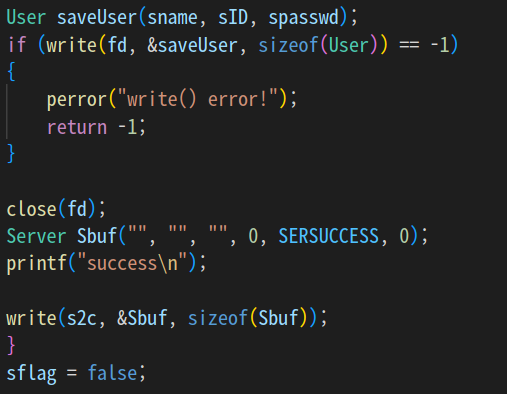 User saveUser(sname, sID, spasswd);
if (write(fd, &saveUser, sizeof(User)) == -1)
{
    perror("write() error!");
    return -1;
}

close(fd);
Server Sbuf("", "", "", 0, SERSUCCESS, 0);
printf("success\n");

write(s2c, &Sbuf, sizeof(Sbuf));
}
sflag = false;